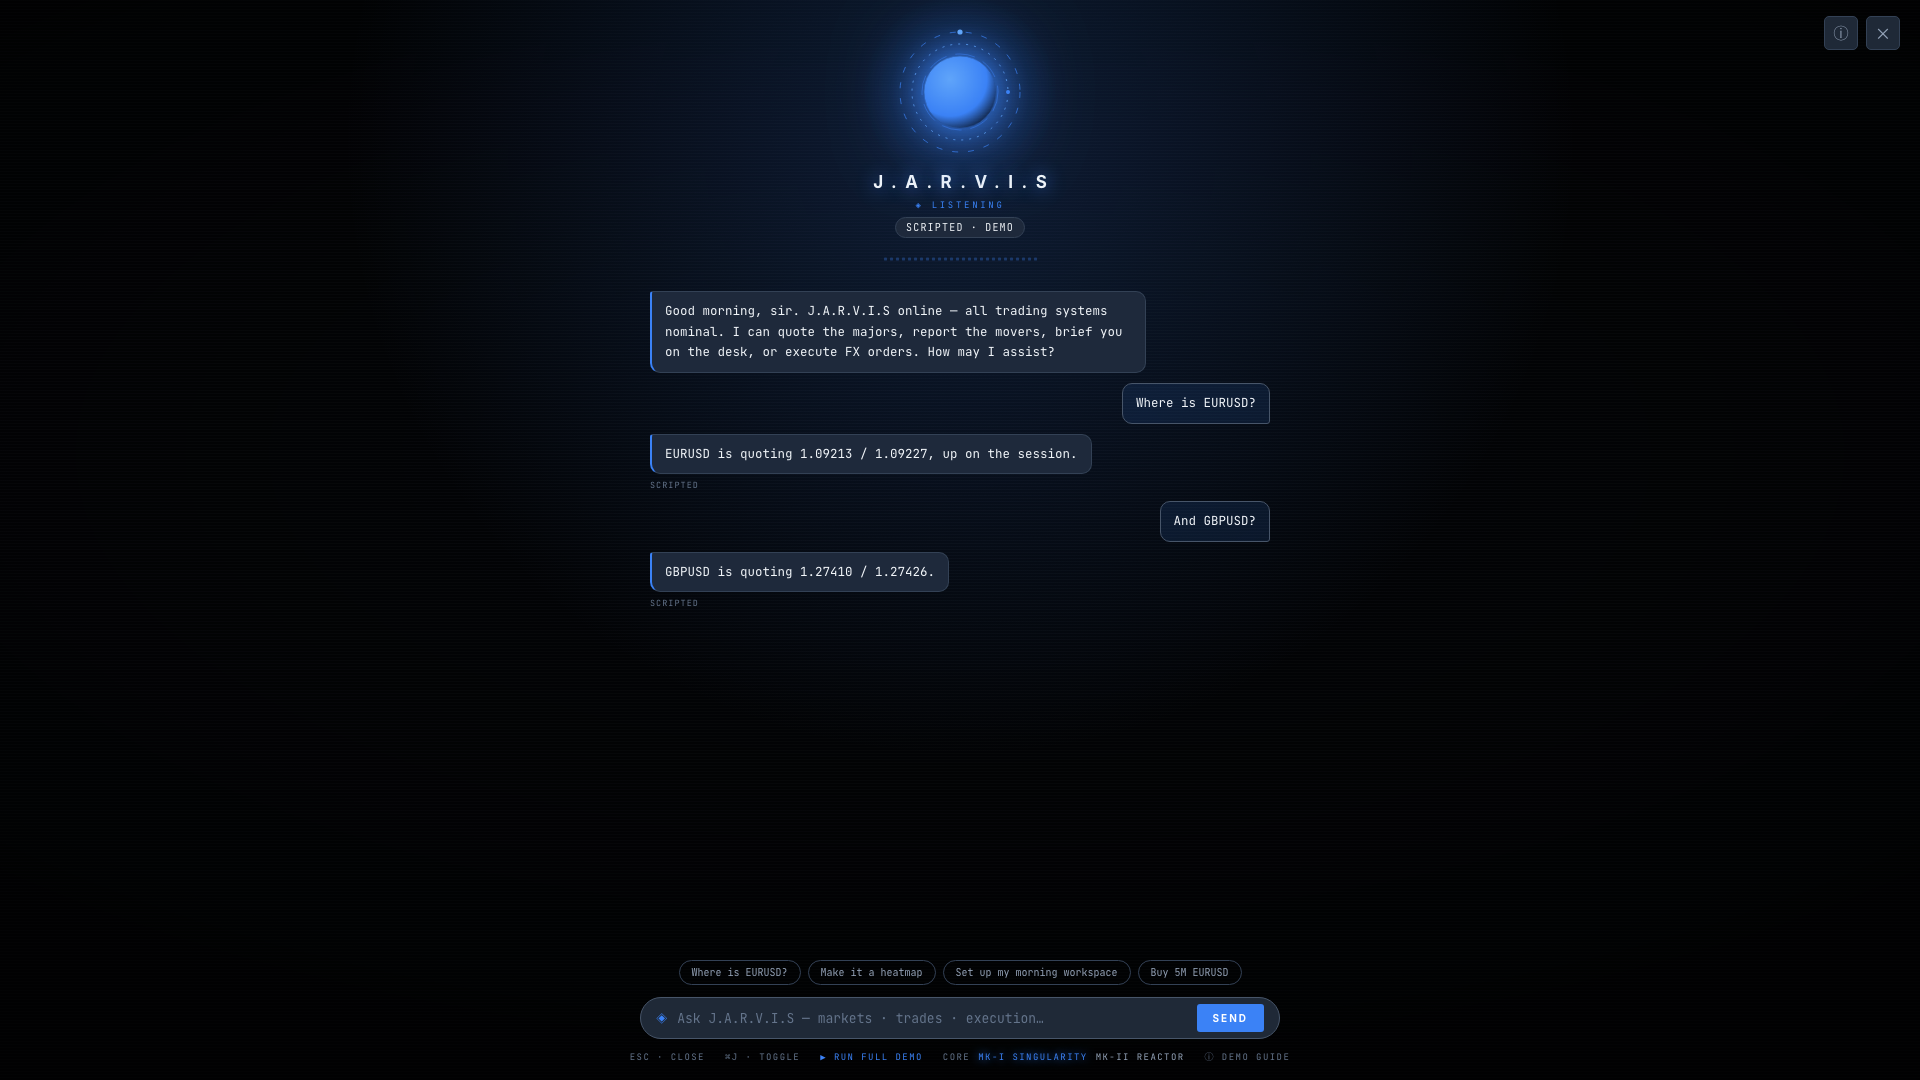 ⓘ ×
J.A.R.V.I.S
◈ LISTENING
SCRIPTED · DEMO
Good morning, sir. J.A.R.V.I.S online — all trading systems
nominal. I can quote the majors, report the movers, brief you
on the desk, or execute FX orders. How may I assist?
Where is EURUSD?
EURUSD is quoting 1.09213 / 1.09227, up on the session.
SCRIPTED
And GBPUSD?
GBPUSD is quoting 1.27410 / 1.27426.
SCRIPTED
Where is EURUSD? Make it a heatmap Set up my morning workspace Buy 5M EURUSD
◈ Ask J.A.R.V.I.S — markets · trades · execution… SEND
ESC · CLOSE ⌘J · TOGGLE ▶ RUN FULL DEMO CORE MK-I SINGULARITY MK-II REACTOR ⓘ DEMO GUIDE